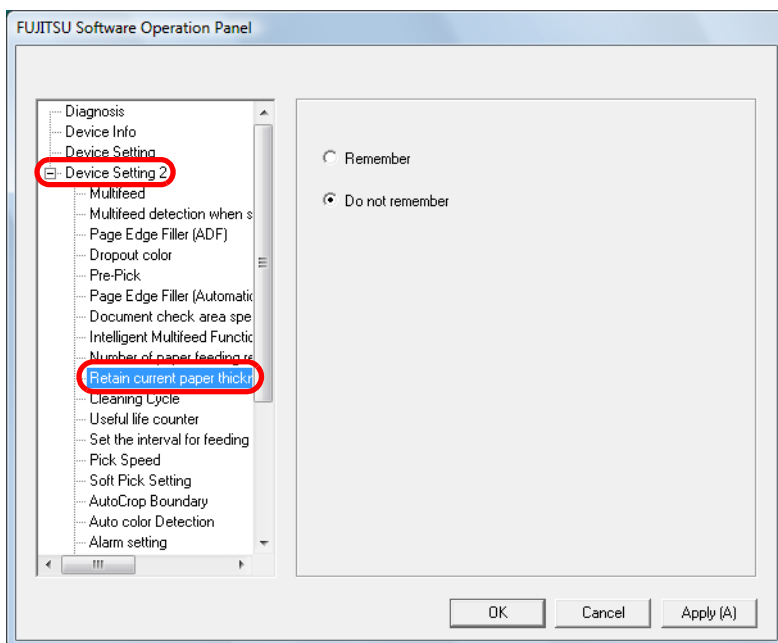 FUJITSU Software Operation Panel
Diagnosis
Device Info
Device Setting
Device Setting 2
Multifeed
Multifeed detection when s
Page Edge Filler (ADF)
Dropout color
Pre-Pick
Page Edge Filler (Automatic
Document check area spe
Intelligent Multifeed Functic
Number of paper feeding re
Retain current paper thickr
Cleaning Cycle
Useful life counter
Set the interval for feeding
Pick Speed
Soft Pick Setting
AutoCrop Boundary
Auto color Detection
Alarm setting
Remember
Do not remember
OK
Cancel
Apply (A)